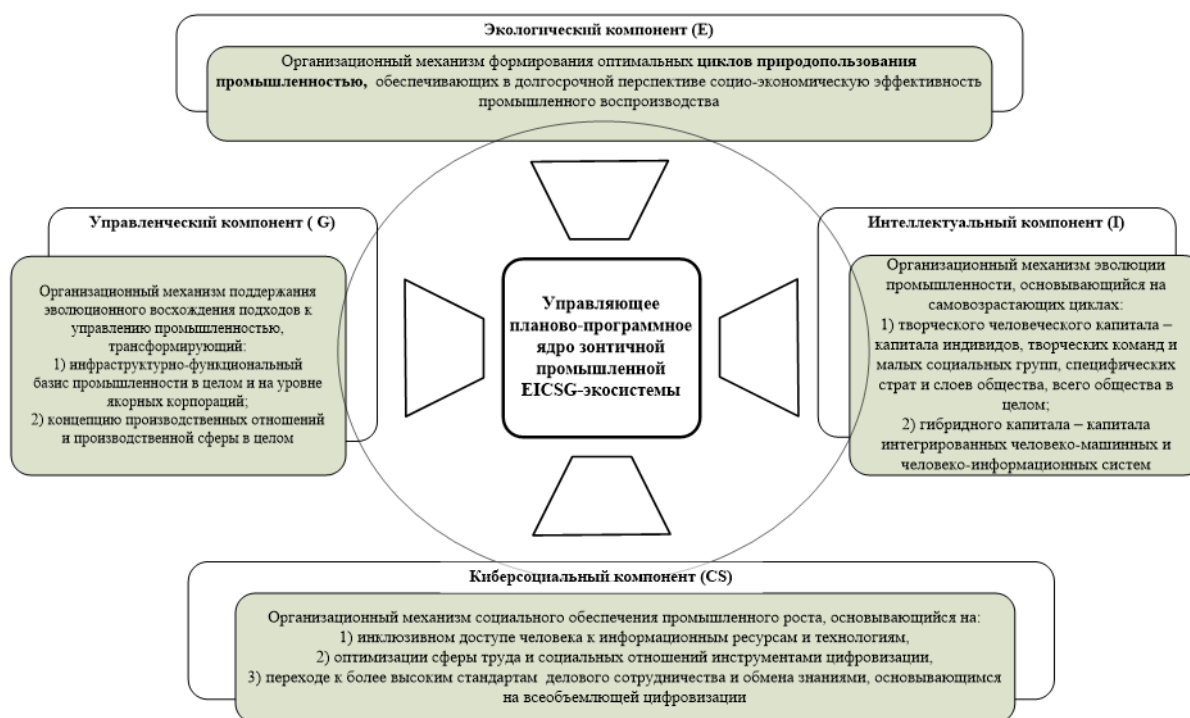 Экологический компонент (E)
Организационный механизм формирования оптимальных циклов природопользования
промышленностью, обеспечивающих в долгосрочной перспективе социо-экономическую эффективность
промышленного воспроизводства
Управленческий компонент ( G)
Организационный механизм поддержания
эволюционного восхождения подходов к
управлению промышленностью,
трансформирующий:
1) инфраструктурно-функциональный
базис промышленности в целом и на уровне
якорных корпораций;
2) концепцию производственных отношений
и производственной сферы в целом
Управляющее
планово-программное
ядро зонтичной
промышленной
EICSG-экосистемы
Интеллектуальный компонент (I)
Организационный механизм эволюции
промышленности, основывающийся на
самовозрастающих циклах:
1) творческого человеческого капитала –
капитала индивидов, творческих команд и
малых социальных групп, специфических
страт и слоев общества, всего общества в
целом;
2) гибридного капитала – капитала
интегрированных человеко-машинных и
человеко-информационных систем
Киберсоциальный компонент (CS)
Организационный механизм социального обеспечения промышленного роста, основывающийся на:
1) инклюзивном доступе человека к информационным ресурсам и технологиям,
2) оптимизации сферы труда и социальных отношений инструментами цифровизации,
3) переходе к более высоким стандартам делового сотрудничества и обмена знаниями, основывающимся
на всеобъемлющей цифровизации